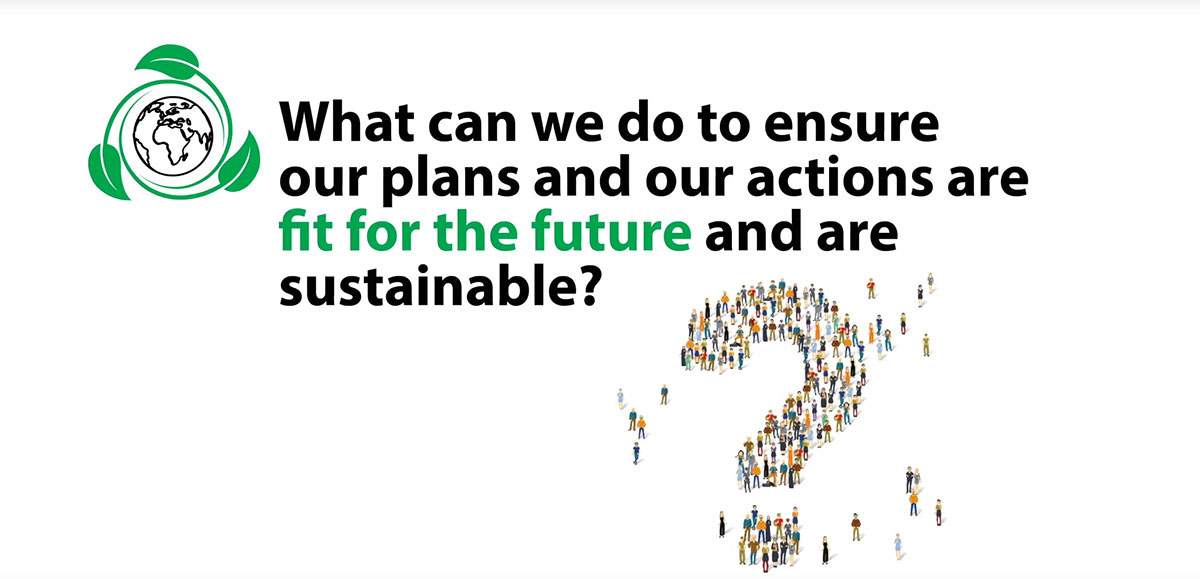 What can we do to ensure
our plans and our actions are
fit for the future and are
sustainable?